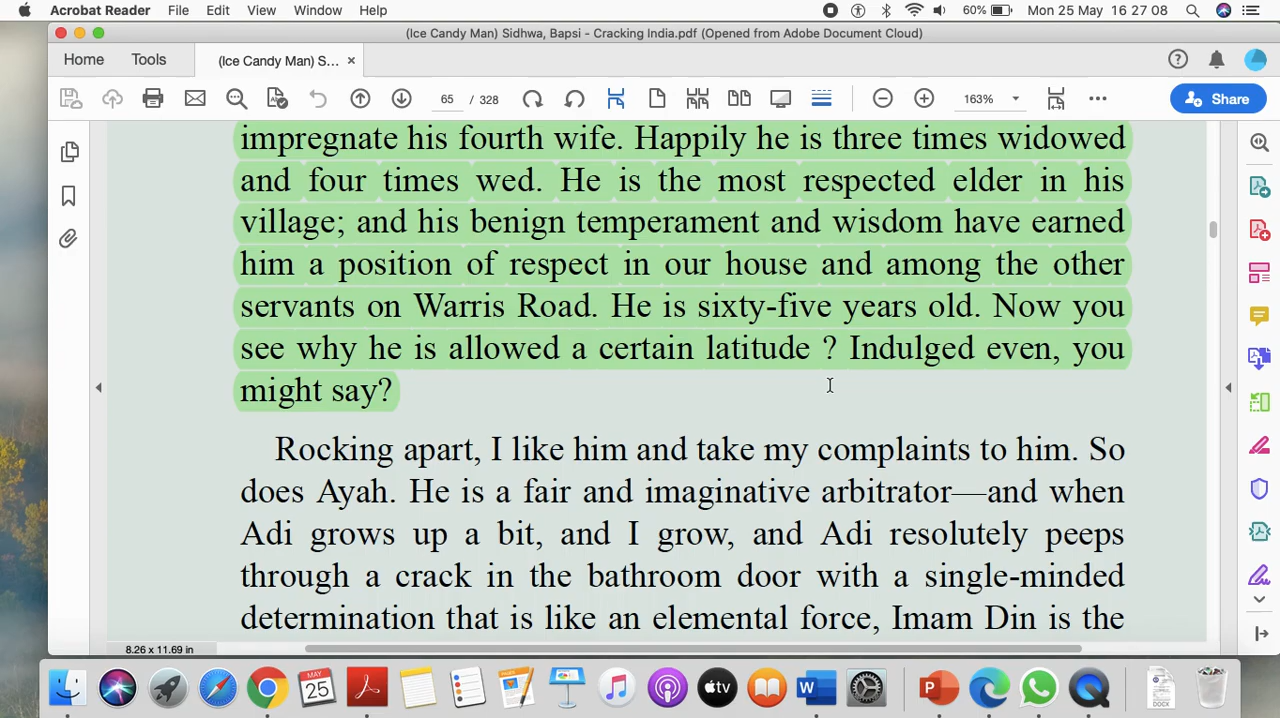 Acrobat Reader File Edit View Window Help 60% Mon 25 May 16 27 08
(Ice Candy Man) Sidhwa, Bapsi - Cracking India.pdf (Opened from Adobe Document Cloud)
Home Tools (Ice Candy Man) S... ×
65 / 328 163% Share
impregnate his fourth wife. Happily he is three times widowed
and four times wed. He is the most respected elder in his
village; and his benign temperament and wisdom have earned
him a position of respect in our house and among the other
servants on Warris Road. He is sixty-five years old. Now you
see why he is allowed a certain latitude ? Indulged even, you
might say?
Rocking apart, I like him and take my complaints to him. So
does Ayah. He is a fair and imaginative arbitrator—and when
Adi grows up a bit, and I grow, and Adi resolutely peeps
through a crack in the bathroom door with a single-minded
determination that is like an elemental force, Imam Din is the
8.26 x 11.69 in
MAY
25
tv
W
P
DOCX